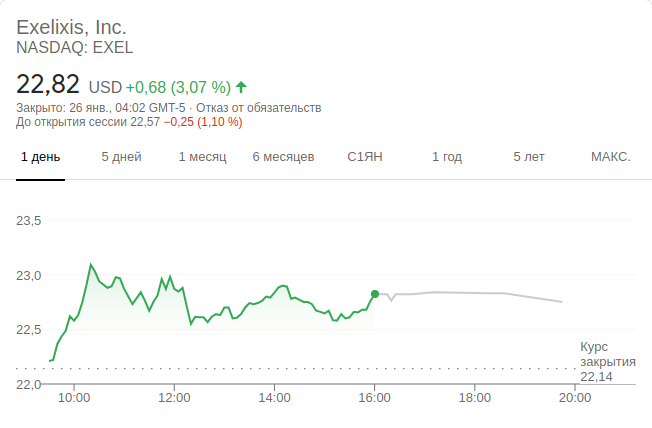 Exelixis, Inc.
NASDAQ: EXEL
22,82 USD +0,68 (3,07 %)
Закрыто: 26 янв., 04:02 GMT-5 · Отказ от обязательств
До открытия сессии 22,57 −0,25 (1,10 %)
1 день 5 дней 1 месяц 6 месяцев С1ЯН 1 год 5 лет МАКС.
23,5
23,0
22,5
Курс
закрытия
22,14
22,0
10:00 12:00 14:00 16:00 18:00 20:00